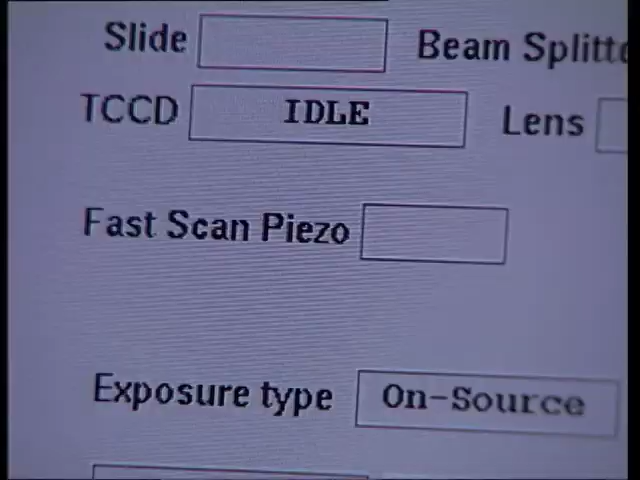 Slide Beam Splitt
TCCD IDLE Lens
Fast Scan Piezo
Exposure type On-Source